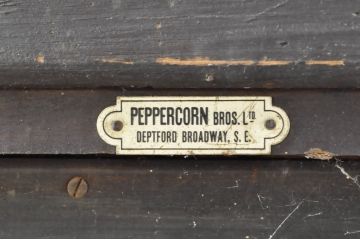 PEPPERCORN BROS. LTD
DEPTFORD BROADWAY, S. E.